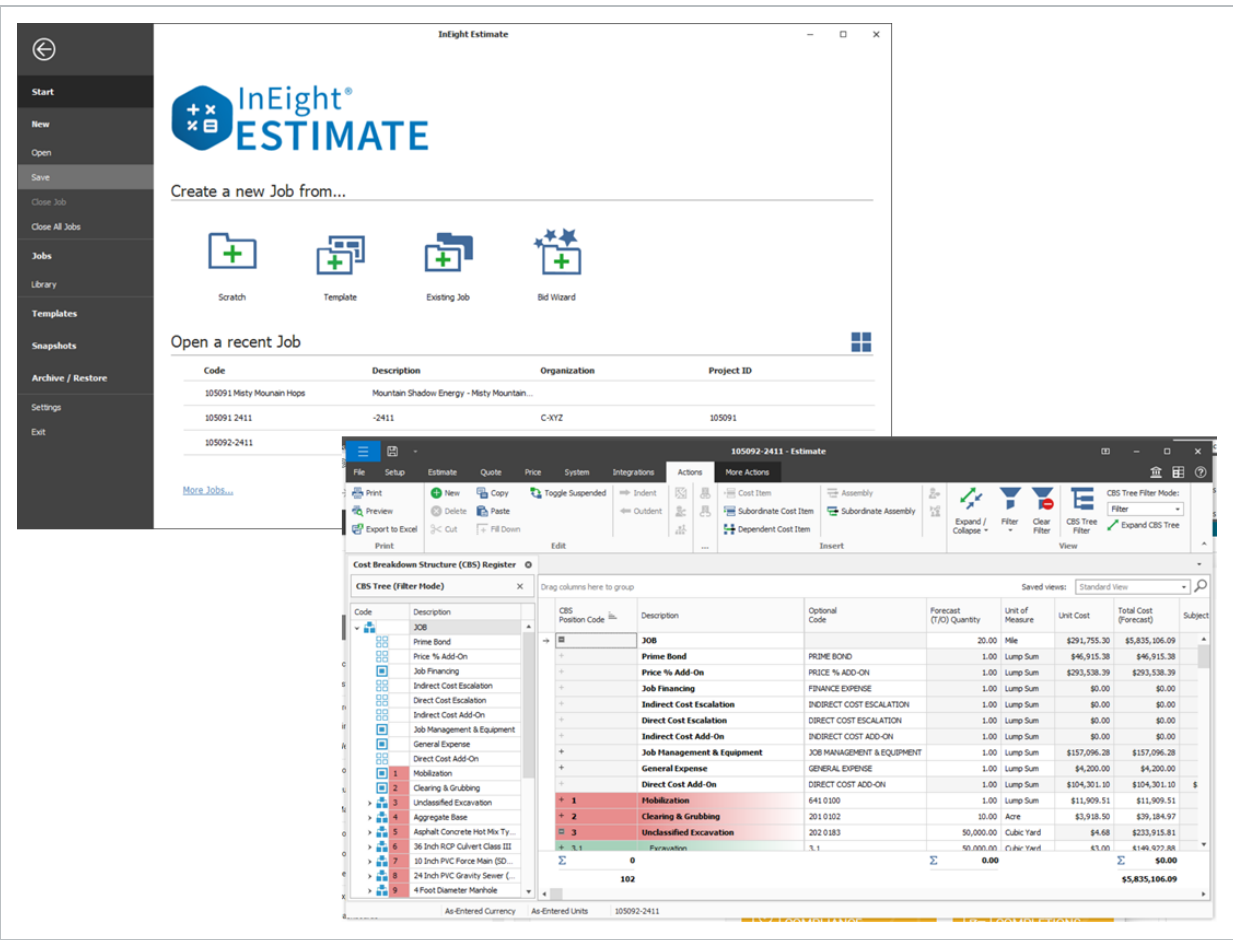 InEight Estimate
Start
New
Open
Save
Close Job
Close All Jobs
Jobs
Library
Templates
Snapshots
Archive / Restore
Settings
Exit
InEight®
ESTIMATE
Create a new Job from...
Scratch Template Existing Job Bid Wizard
Open a recent Job
Code Description Organization Project ID
105091 Misty Mounain Hops Mountain Shadow Energy - Misty Mountain...
105091 2411 -2411 C-XYZ 105091
105092-2411
More Jobs...
105092-2411 - Estimate
File Setup Estimate Quote Price System Integrations Actions More Actions
Print New Copy Toggle Suspended Indent Cost Item Assembly CBS Tree Filter Mode:
Preview Delete Paste Outdent Subordinate Cost Item Subordinate Assembly Filter
Export to Excel Cut Fill Down Dependent Cost Item Expand / Collapse Filter Clear Filter CBS Tree Filter Expand CBS Tree
Print Edit ... Insert View
Cost Breakdown Structure (CBS) Register
CBS Tree (Filter Mode) Drag columns here to group Saved views: Standard View
Code Description
JOB
Prime Bond
Price % Add-On
Job Financing
Indirect Cost Escalation
Direct Cost Escalation
Indirect Cost Add-On
Job Management & Equipment
General Expense
Direct Cost Add-On
1 Mobilization
2 Clearing & Grubbing
3 Unclassified Excavation
4 Aggregate Base
5 Asphalt Concrete Hot Mix Ty...
6 36 Inch RCP Culvert Class III
7 10 Inch PVC Force Main (SD...
8 24 Inch PVC Gravity Sewer (...
9 4 Foot Diameter Manhole
CBS Position Code Description Optional Code Forecast (T/O) Quantity Unit of Measure Unit Cost Total Cost (Forecast) Subject
JOB 20.00 Mile $291,755.30 $5,835,106.09
Prime Bond PRIME BOND 1.00 Lump Sum $46,915.38 $46,915.38
Price % Add-On PRICE % ADD-ON 1.00 Lump Sum $293,538.39 $293,538.39
Job Financing FINANCE EXPENSE 1.00 Lump Sum $0.00 $0.00
Indirect Cost Escalation INDIRECT COST ESCALATION 1.00 Lump Sum $0.00 $0.00
Direct Cost Escalation DIRECT COST ESCALATION 1.00 Lump Sum $0.00 $0.00
Indirect Cost Add-On INDIRECT COST ADD-ON 1.00 Lump Sum $0.00 $0.00
Job Management & Equipment JOB MANAGEMENT & EQUIPMENT 1.00 Lump Sum $157,096.28 $157,096.28
General Expense GENERAL EXPENSE 1.00 Lump Sum $4,200.00 $4,200.00
Direct Cost Add-On DIRECT COST ADD-ON 1.00 Lump Sum $104,301.10 $104,301.10 $
1 Mobilization 641 0100 1.00 Lump Sum $11,909.51 $11,909.51
2 Clearing & Grubbing 201 0102 10.00 Acre $3,918.50 $39,184.97
3 Unclassified Excavation 202 0183 50,000.00 Cubic Yard $4.68 $233,915.81
3.1 Excavation 3.1 50,000.00 Cubic Yard $3.00 $149,922.88
Σ 0 Σ 0.00 Σ $0.00
102 $5,835,106.09
As-Entered Currency As-Entered Units 105092-2411